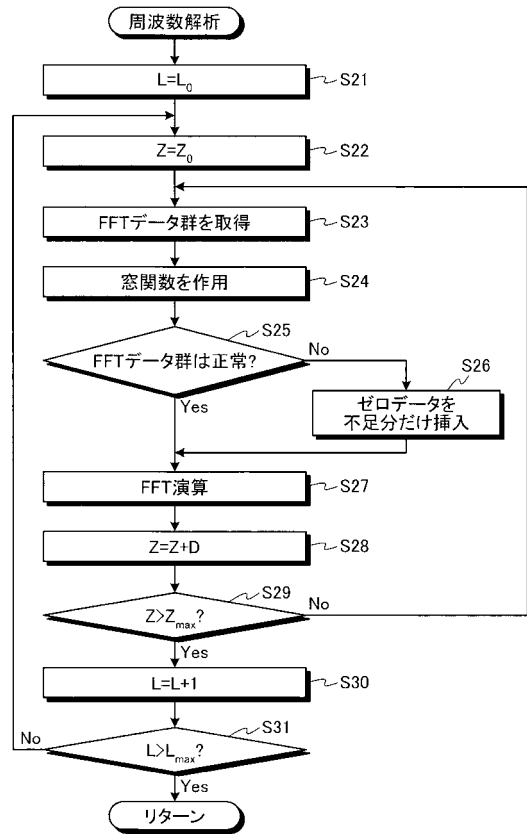 周波数解析
L=L₀
S21
Z=Z₀
S22
FFTデータ群を取得
S23
窓関数を作用
S24
S25
FFTデータ群は正常?
No
Yes
S26
ゼロデータを
不足分だけ挿入
FFT演算
S27
Z=Z+D
S28
S29
Z>Zmax?
No
Yes
L=L+1
S30
S31
No
L>Lmax?
Yes
リターン